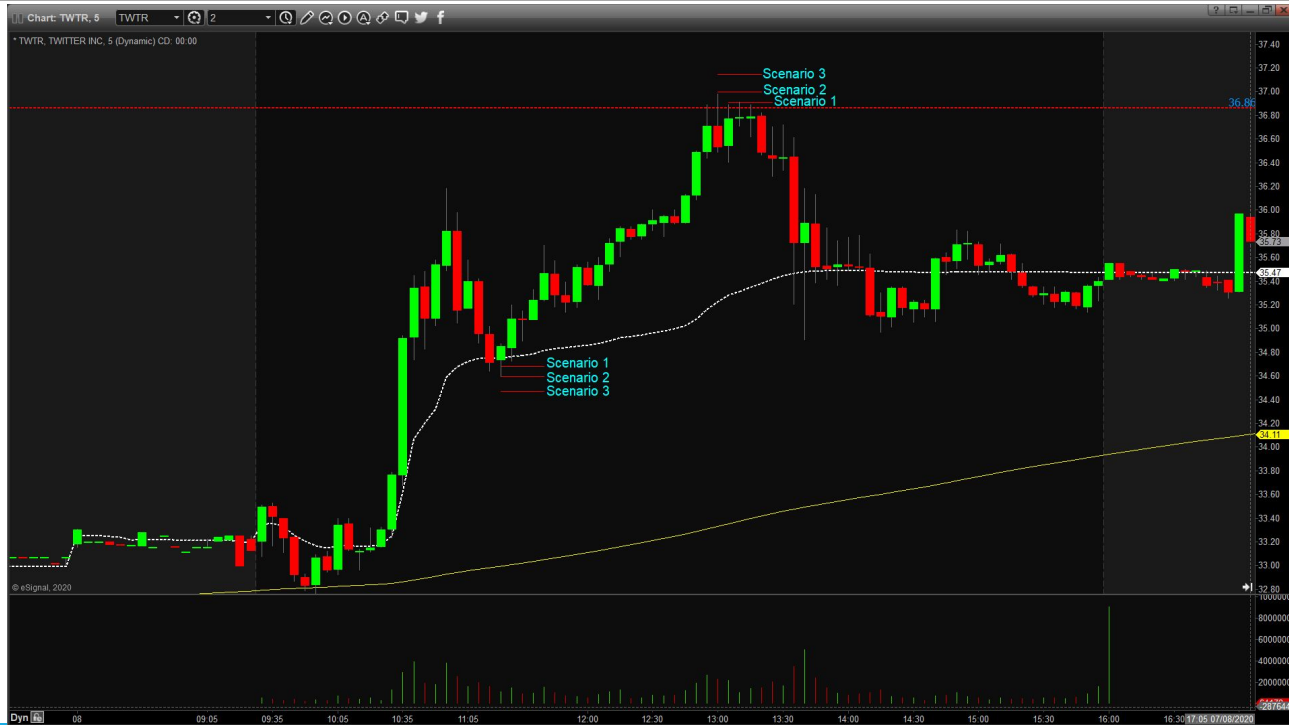 Chart: TWTR, 5
TWTR
2
* TWTR, TWITTER INC, 5 (Dynamic) CD: 00:00
Scenario 3
Scenario 2
Scenario 1
36.86
Scenario 1
Scenario 2
Scenario 3
37.40
37.20
37.00
36.80
36.60
36.40
36.20
36.00
35.80
35.73
35.60
35.47
35.40
35.20
35.00
34.80
34.60
34.40
34.20
34.11
34.00
33.80
33.60
33.40
33.20
33.00
32.80
© eSignal, 2020
1000000
8000000
6000000
4000000
2000000
-287644
Dyn
08 09:05 09:35 10:05 10:35 11:05 12:00 12:30 13:00 13:30 14:00 14:30 15:00 15:30 16:00 16:30 17:05 07/08/2020